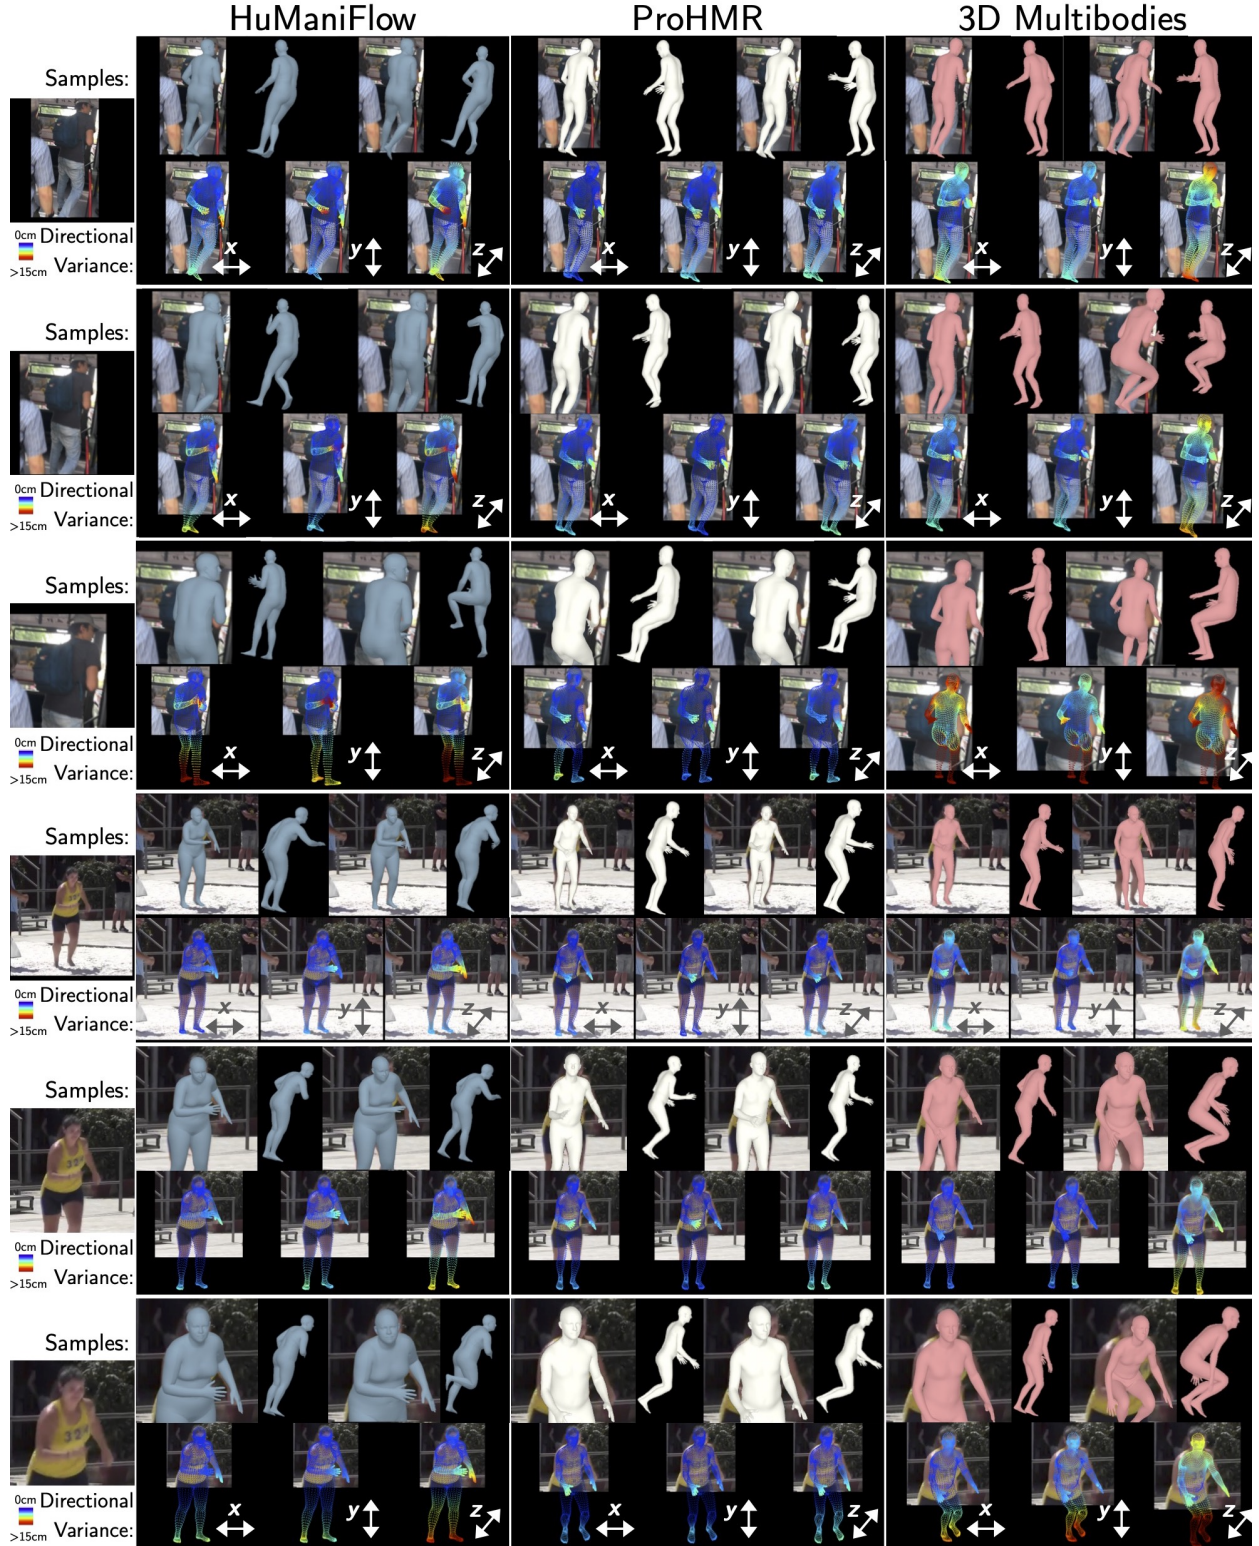 HuManiFlow ProHMR 3D Multibodies
Samples:
0cm Directional
>15cm Variance:
x y z x y z x y z
Samples:
0cm Directional
>15cm Variance:
x y z x y z x y z
Samples:
0cm Directional
>15cm Variance:
x y z x y z x y z
Samples:
0cm Directional
>15cm Variance:
x y z x y z x y z
Samples:
0cm Directional
>15cm Variance:
x y z x y z x y z
Samples:
0cm Directional
>15cm Variance:
x y z x y z x y z